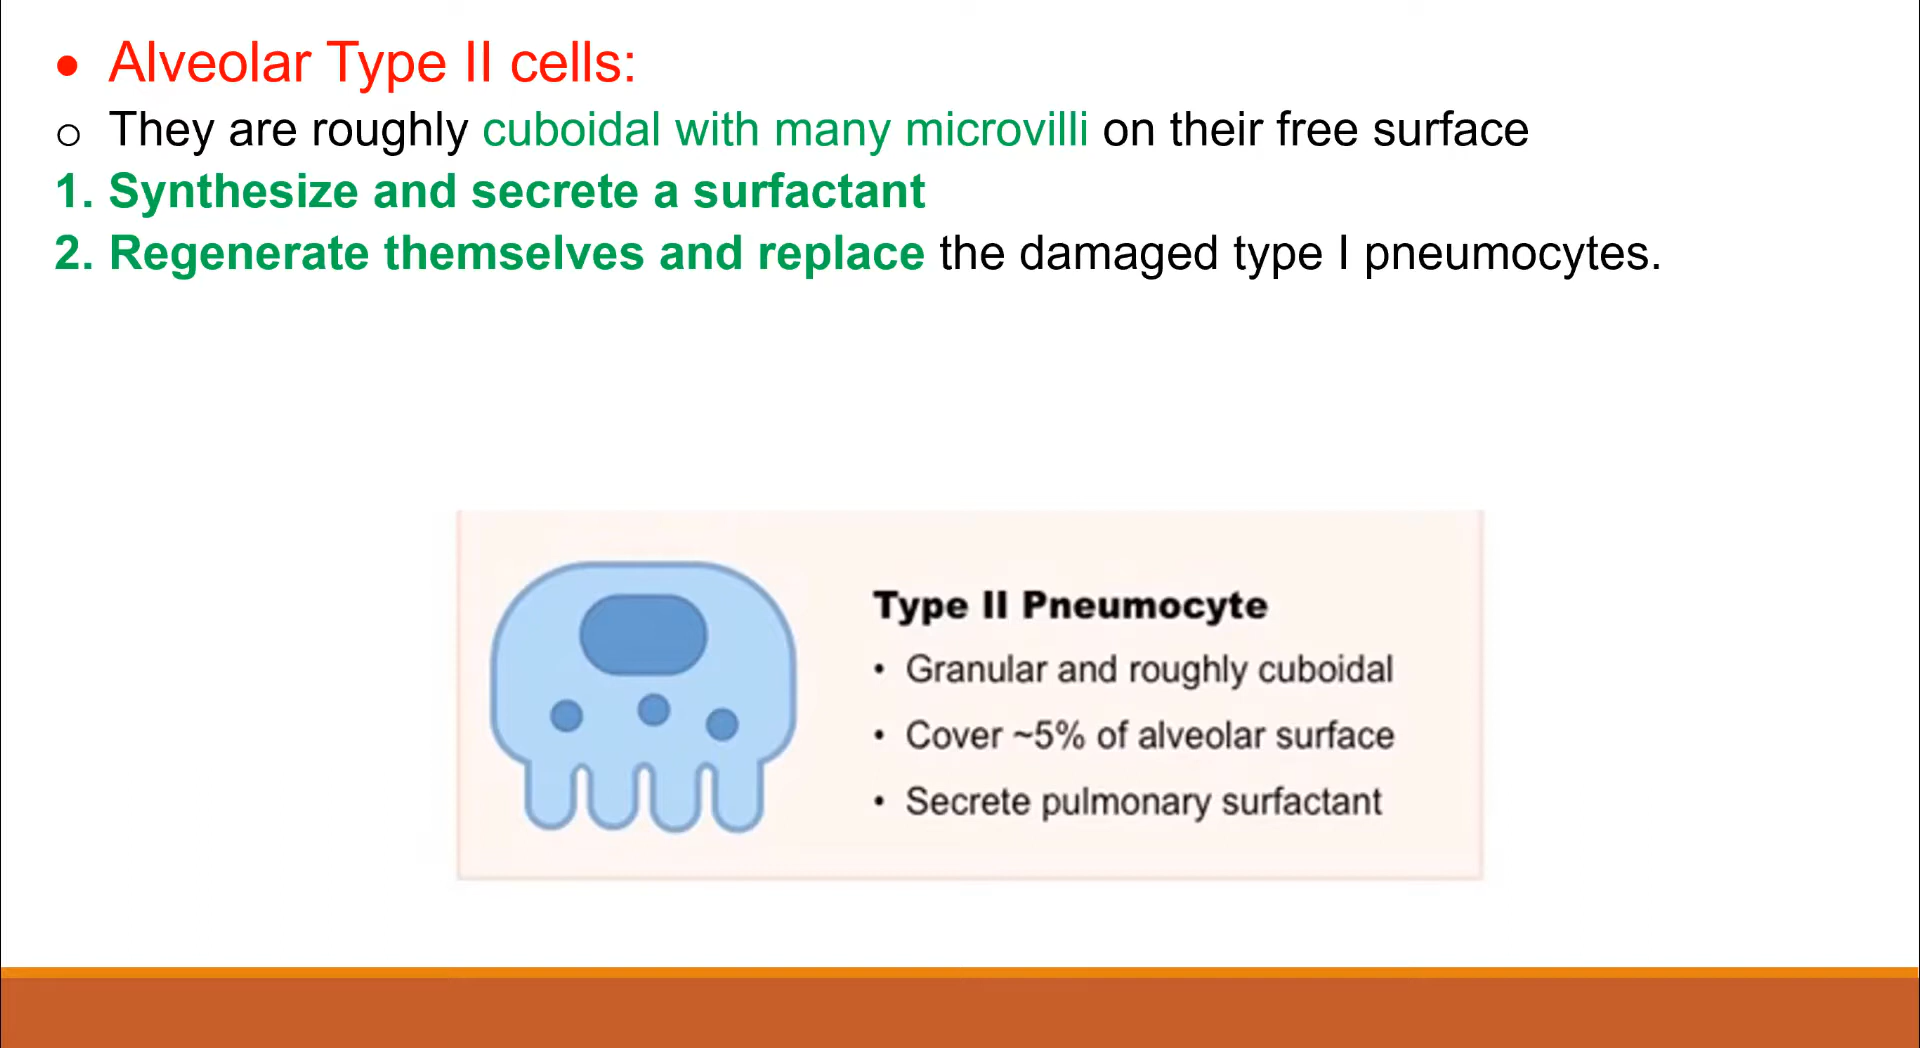 • Alveolar Type II cells:
o They are roughly cuboidal with many microvilli on their free surface
1. Synthesize and secrete a surfactant
2. Regenerate themselves and replace the damaged type I pneumocytes.
Type II Pneumocyte
• Granular and roughly cuboidal
• Cover ~5% of alveolar surface
• Secrete pulmonary surfactant